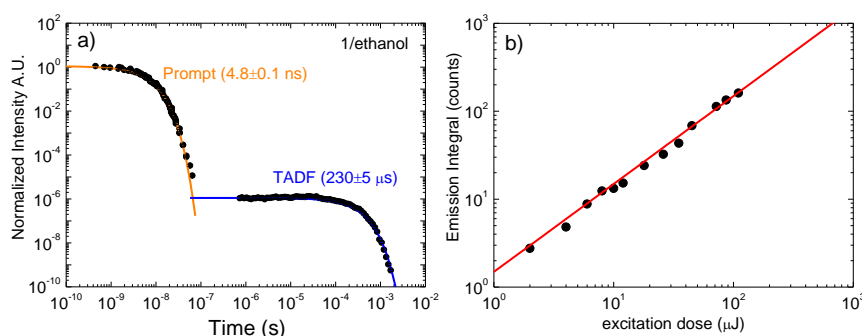 a)
1/ethanol
Prompt (4.8±0.1 ns)
TADF (230±5 μs)
Normalized Intensity A.U.
10^0
10^-2
10^-4
10^-6
10^-8
10^-10
10^-10 10^-9 10^-8 10^-7 10^-6 10^-5 10^-4 10^-3 10^-2
Time (s)
b)
Emission Integral (counts)
10^3
10^2
10^1
10^0
10^0 10^1 10^2 10^3
excitation dose (μJ)